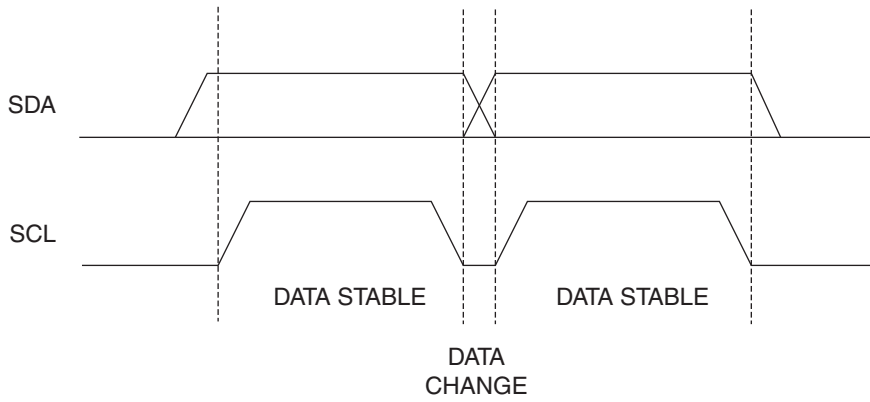 SDA
SCL
DATA STABLE DATA STABLE
DATA
CHANGE